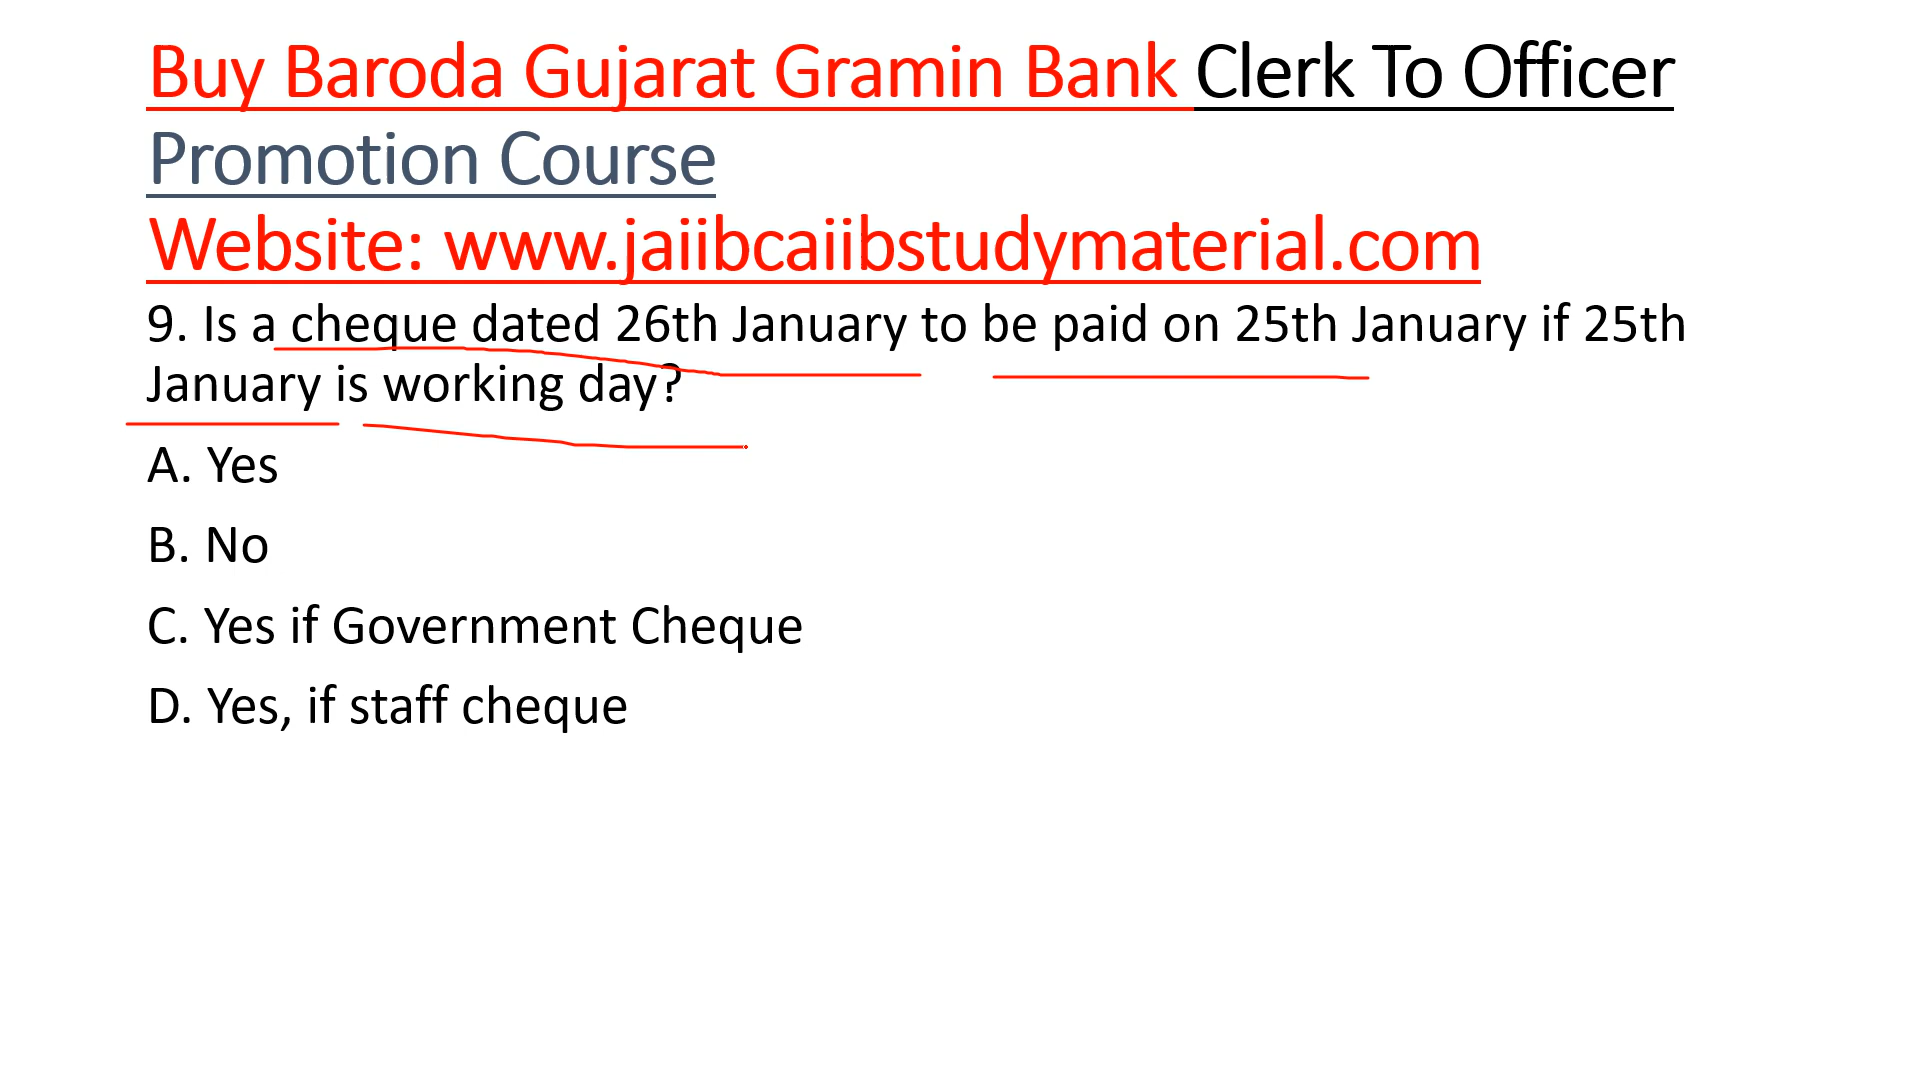 Buy Baroda Gujarat Gramin Bank Clerk To Officer
Promotion Course
Website: www.jaiibcaiibstudymaterial.com
9. Is a cheque dated 26th January to be paid on 25th January if 25th
January is working day?
A. Yes
B. No
C. Yes if Government Cheque
D. Yes, if staff cheque